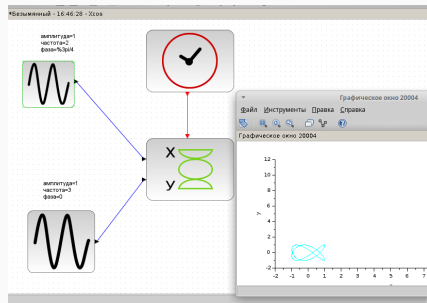 *Безымянный - 16:46:28 - Xcos
амплитуда=1
частота=2
фаза=%3pi/4
X
У
амплитуда=1
частота=3
фаза=0
Графическое окно 20004
Файл Инструменты Правка Справка
Графическое окно 20004
12
10
8
6
y
4
2
0
-2
-2 -1 0 1 2 3 4 5 6 7